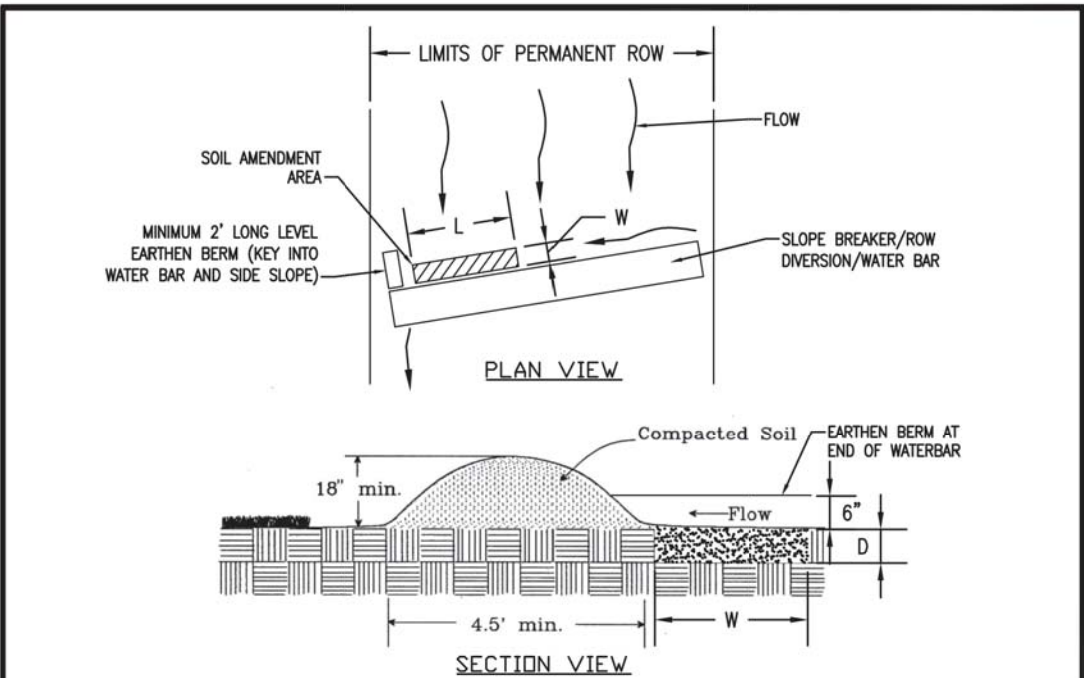 LIMITS OF PERMANENT ROW
FLOW
SOIL AMENDMENT
AREA
L
W
MINIMUM 2' LONG LEVEL
EARTHEN BERM (KEY INTO
WATER BAR AND SIDE SLOPE)
SLOPE BREAKER/ROW
DIVERSION/WATER BAR
PLAN VIEW
Compacted Soil
EARTHEN BERM AT
END OF WATERBAR
18" min.
Flow
6"
D
4.5' min.
W
SECTION VIEW